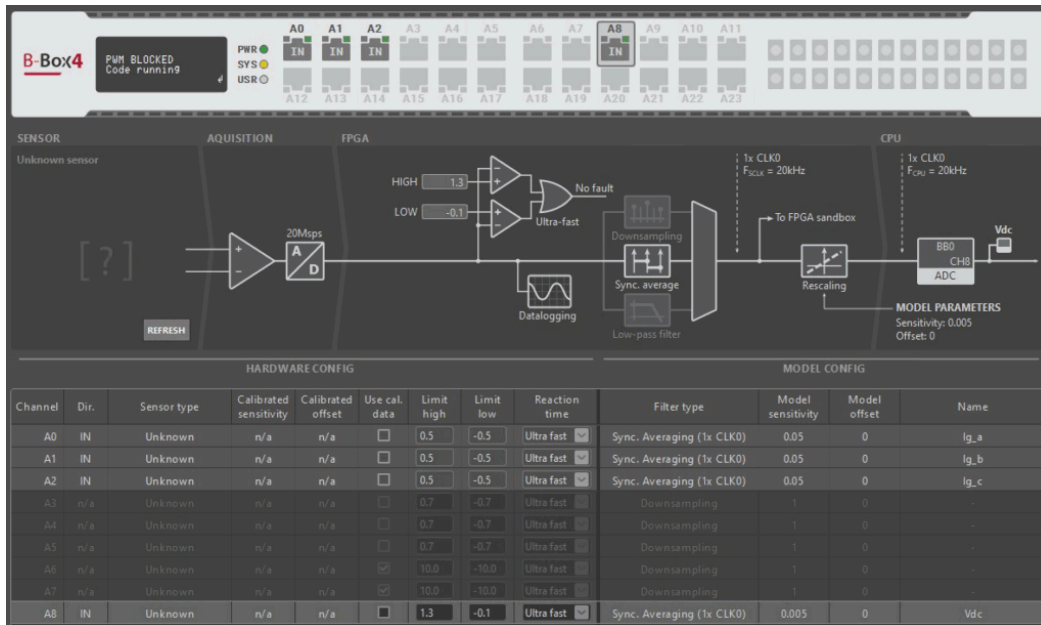 A0 A1 A2 A3 A4 A5 A6 A7 A8 A9 A10 A11
B-Box4
PWM BLOCKED
Code running
PWR
SYS
USR
IN IN IN IN
A12 A13 A14 A15 A16 A17 A18 A19 A20 A21 A22 A23
SENSOR AQUISITION FPGA CPU
Unknown sensor
[ ? ]
REFRESH
20Msps
A
D
HIGH 1.3
LOW -0.1
No fault
Ultra-fast
Datalogging
Downsampling
Sync. average
Low-pass filter
1x CLK0
FSCLK = 20kHz
To FPGA sandbox
Rescaling
1x CLK0
FCPU = 20kHz
BB0
CH8
ADC
Vdc
MODEL PARAMETERS
Sensitivity: 0.005
Offset: 0
HARDWARE CONFIG MODEL CONFIG
Channel Dir. Sensor type Calibrated sensitivity Calibrated offset Use cal. data Limit high Limit low Reaction time Filter type Model sensitivity Model offset Name
A0 IN Unknown n/a n/a 0.5 -0.5 Ultra fast Sync. Averaging (1x CLK0) 0.05 0 Ig_a
A1 IN Unknown n/a n/a 0.5 -0.5 Ultra fast Sync. Averaging (1x CLK0) 0.05 0 Ig_b
A2 IN Unknown n/a n/a 0.5 -0.5 Ultra fast Sync. Averaging (1x CLK0) 0.05 0 Ig_c
A3 n/a Unknown n/a n/a 0.7 -0.7 Ultra fast Downsampling 1 0 -
A4 n/a Unknown n/a n/a 0.7 -0.7 Ultra fast Downsampling 1 0 -
A5 n/a Unknown n/a n/a 0.7 -0.7 Ultra fast Downsampling 1 0 -
A6 n/a Unknown n/a n/a 10.0 -10.0 Ultra fast Downsampling 1 0 -
A7 n/a Unknown n/a n/a 10.0 -10.0 Ultra fast Downsampling 1 0 -
A8 IN Unknown n/a n/a 1.3 -0.1 Ultra fast Sync. Averaging (1x CLK0) 0.005 0 Vdc